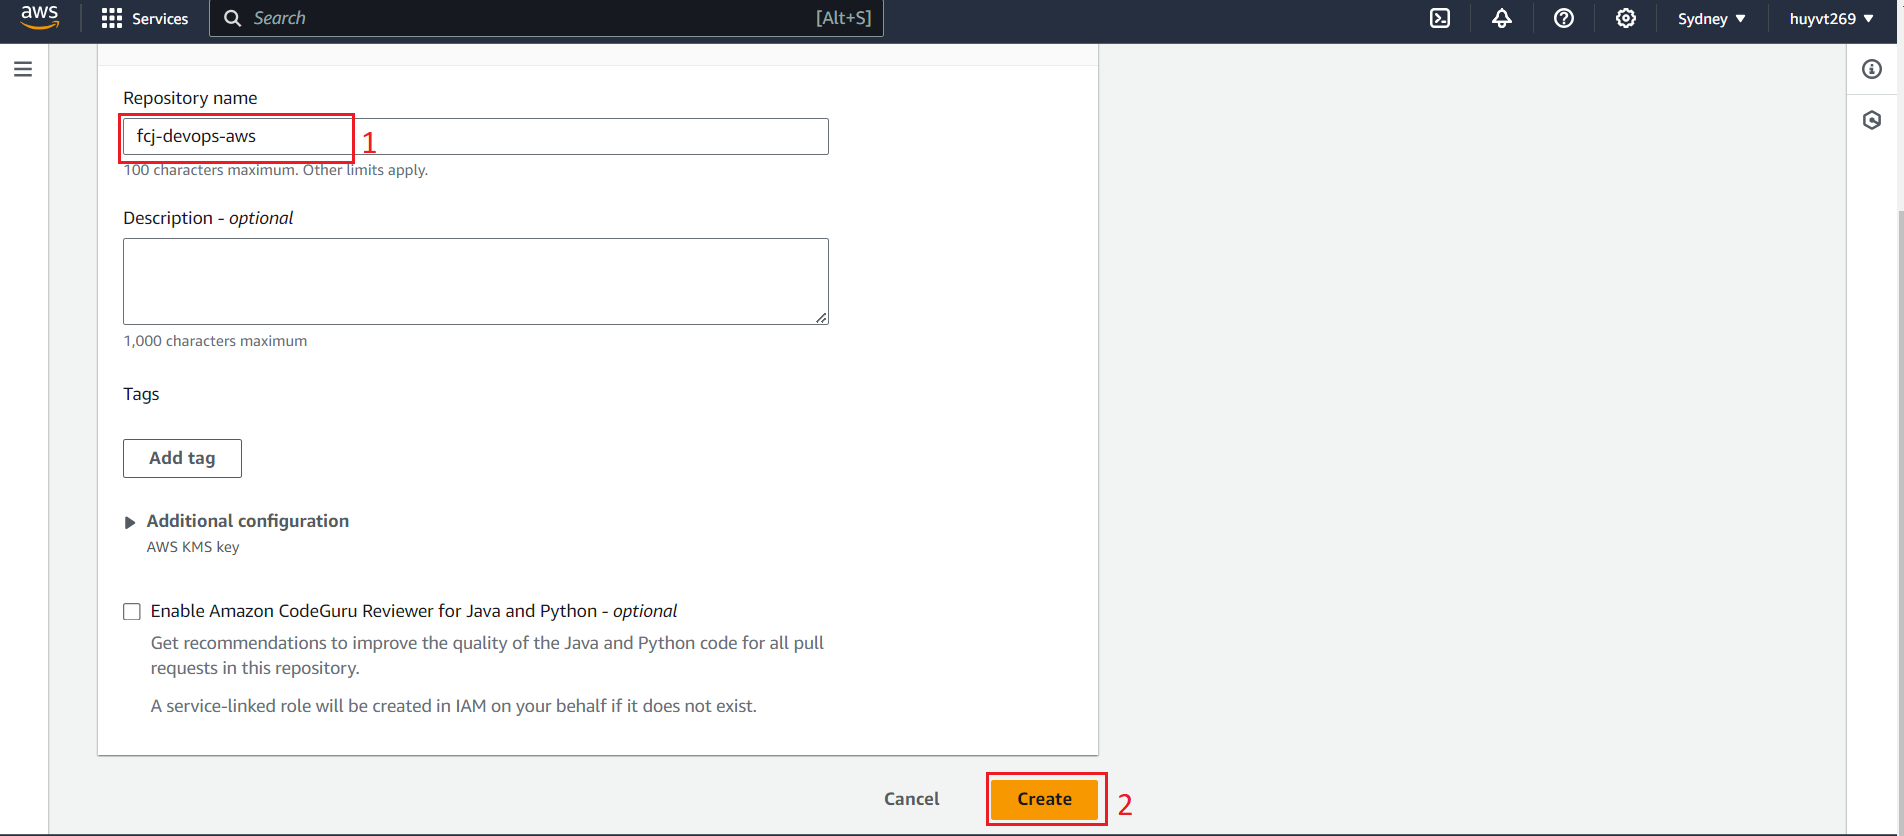 aws Services Search [Alt+S] Sydney huyvt269
Repository name
fcj-devops-aws 1
100 characters maximum. Other limits apply.
Description - optional
1,000 characters maximum
Tags
Add tag
Additional configuration
AWS KMS key
Enable Amazon CodeGuru Reviewer for Java and Python - optional
Get recommendations to improve the quality of the Java and Python code for all pull
requests in this repository.
A service-linked role will be created in IAM on your behalf if it does not exist.
Cancel Create 2